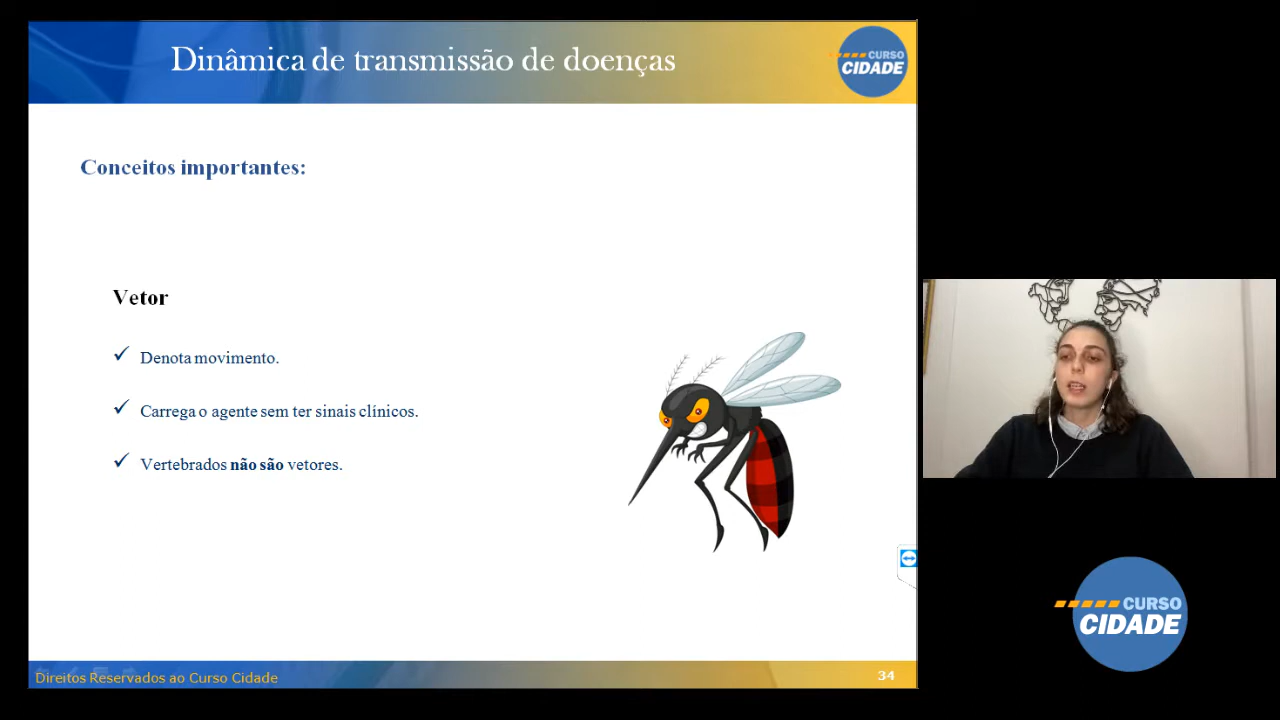 Dinâmica de transmissão de doenças
CURSO
CIDADE
Conceitos importantes:
Vetor
✓ Denota movimento.
✓ Carrega o agente sem ter sinais clínicos.
✓ Vertebrados não são vetores.
CURSO
CIDADE
Direitos Reservados ao Curso Cidade
34